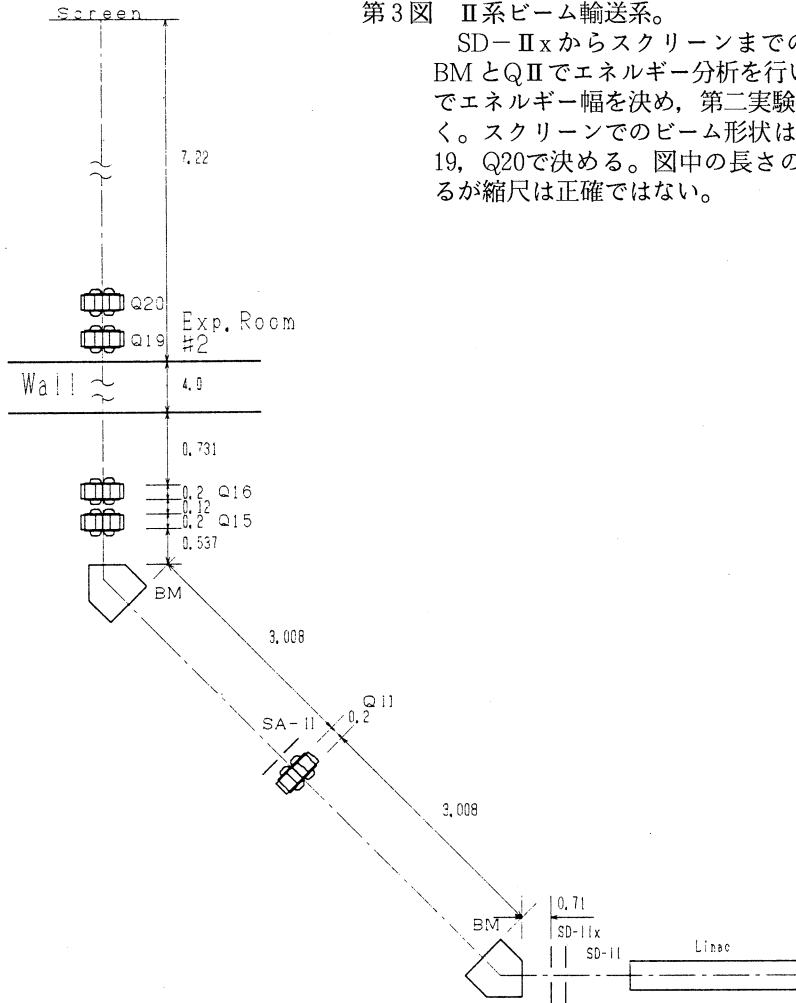 Screen
第3図 Ⅱ系ビーム輸送系。
SD-Ⅱxからスクリーンまでの
BMとQⅡでエネルギー分析を行い
でエネルギー幅を決め，第二実験
く。スクリーンでのビーム形状は
19，Q20で決める。図中の長さの
るが縮尺は正確ではない。
7.22
Q20
Q19
Exp. Room
#2
Wall
4.0
0.731
0.2 Q16
0.12
0.2 Q15
0.537
BM
3.008
QII
SA-II
0.2
3.008
0.71
BM
SD-IIx
SD-II
Linac